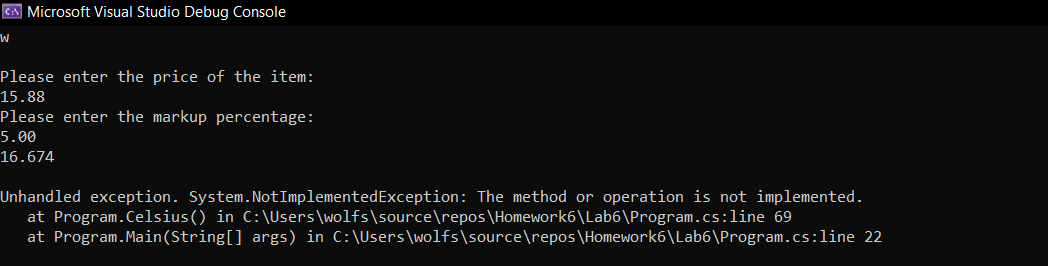 C:\ Microsoft Visual Studio Debug Console
w
Please enter the price of the item:
15.88
Please enter the markup percentage:
5.00
16.674
Unhandled exception. System.NotImplementedException: The method or operation is not implemented.
   at Program.Celsius() in C:\Users\wolfs\source\repos\Homework6\Lab6\Program.cs:line 69
   at Program.Main(String[] args) in C:\Users\wolfs\source\repos\Homework6\Lab6\Program.cs:line 22